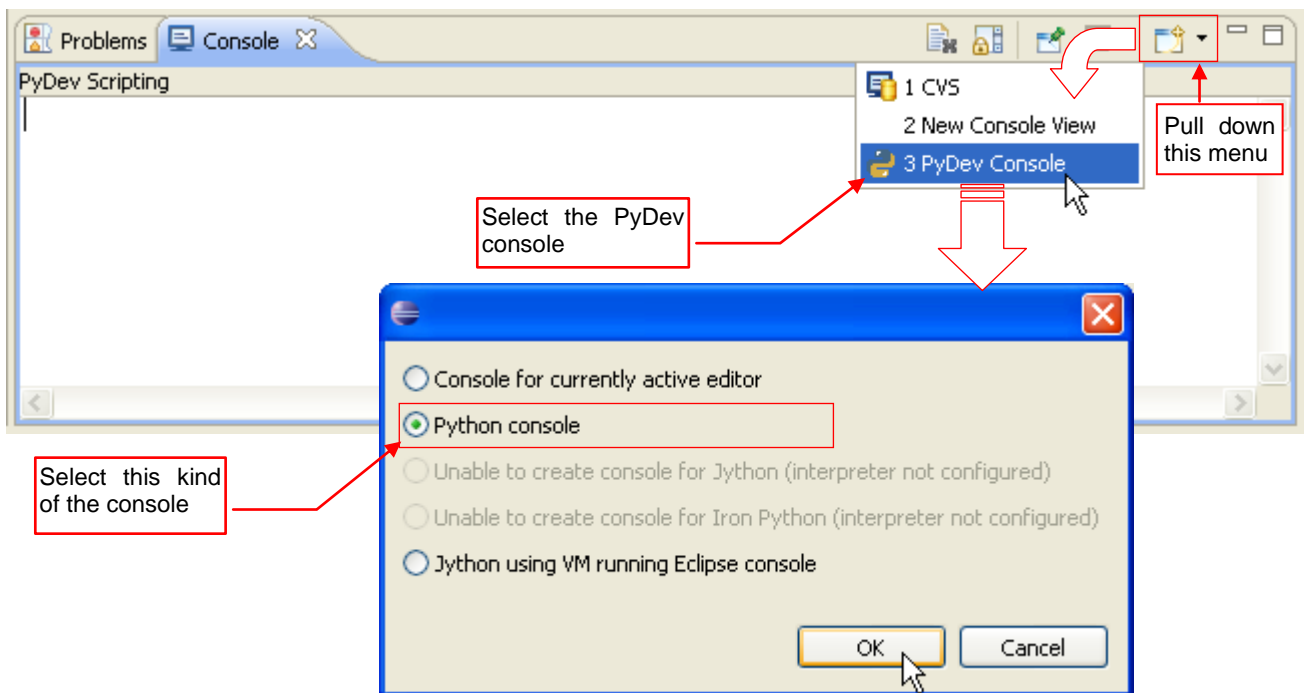 Problems Console
PyDev Scripting
1 CVS
2 New Console View
3 PyDev Console
Pull down
this menu
Select the PyDev
console
Console for currently active editor
Python console
Unable to create console for Jython (interpreter not configured)
Unable to create console for Iron Python (interpreter not configured)
Jython using VM running Eclipse console
Select this kind
of the console
OK Cancel